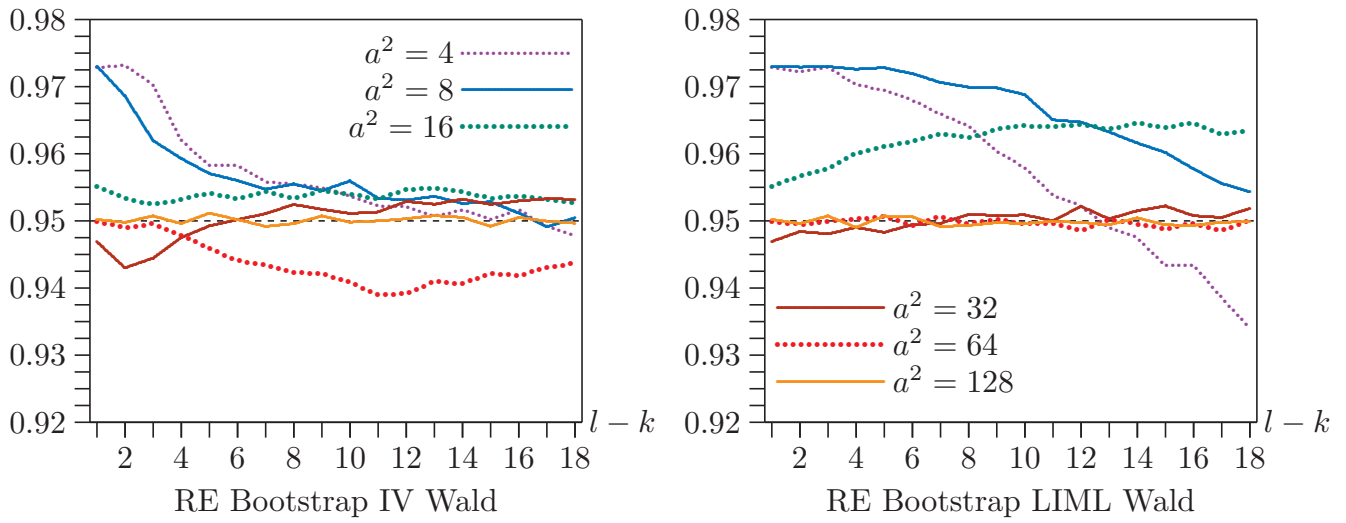 0.98
0.97
0.96
0.95
0.94
0.93
0.92
a² = 4
a² = 8
a² = 16
2 4 6 8 10 12 14 16 18
l − k
RE Bootstrap IV Wald
0.98
0.97
0.96
0.95
0.94
0.93
0.92
a² = 32
a² = 64
a² = 128
2 4 6 8 10 12 14 16 18
l − k
RE Bootstrap LIML Wald